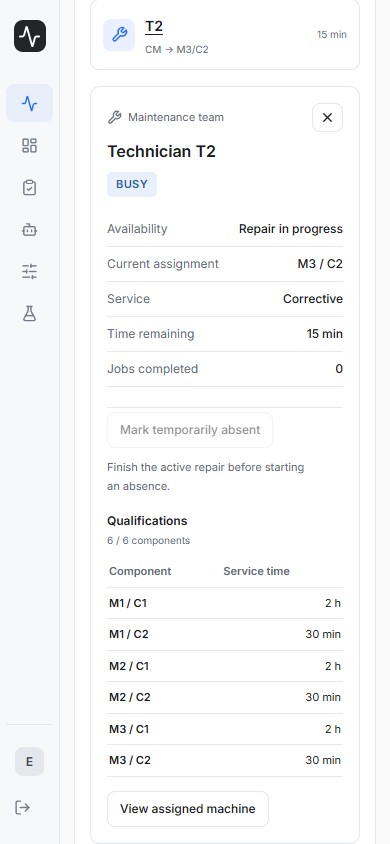 T2
15 min
CM → M3/C2
Maintenance team
Technician T2
BUSY
Availability Repair in progress
Current assignment M3 / C2
Service Corrective
Time remaining 15 min
Jobs completed 0
Mark temporarily absent
Finish the active repair before starting
an absence.
Qualifications
6 / 6 components
Component Service time
M1 / C1 2 h
M1 / C2 30 min
M2 / C1 2 h
M2 / C2 30 min
M3 / C1 2 h
M3 / C2 30 min
E
View assigned machine